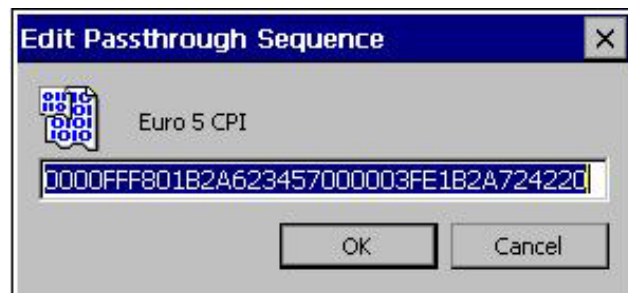 Edit Passthrough Sequence
Euro 5 CPI
0000FFF801B2A623457000003FE1B2A724220
OK Cancel